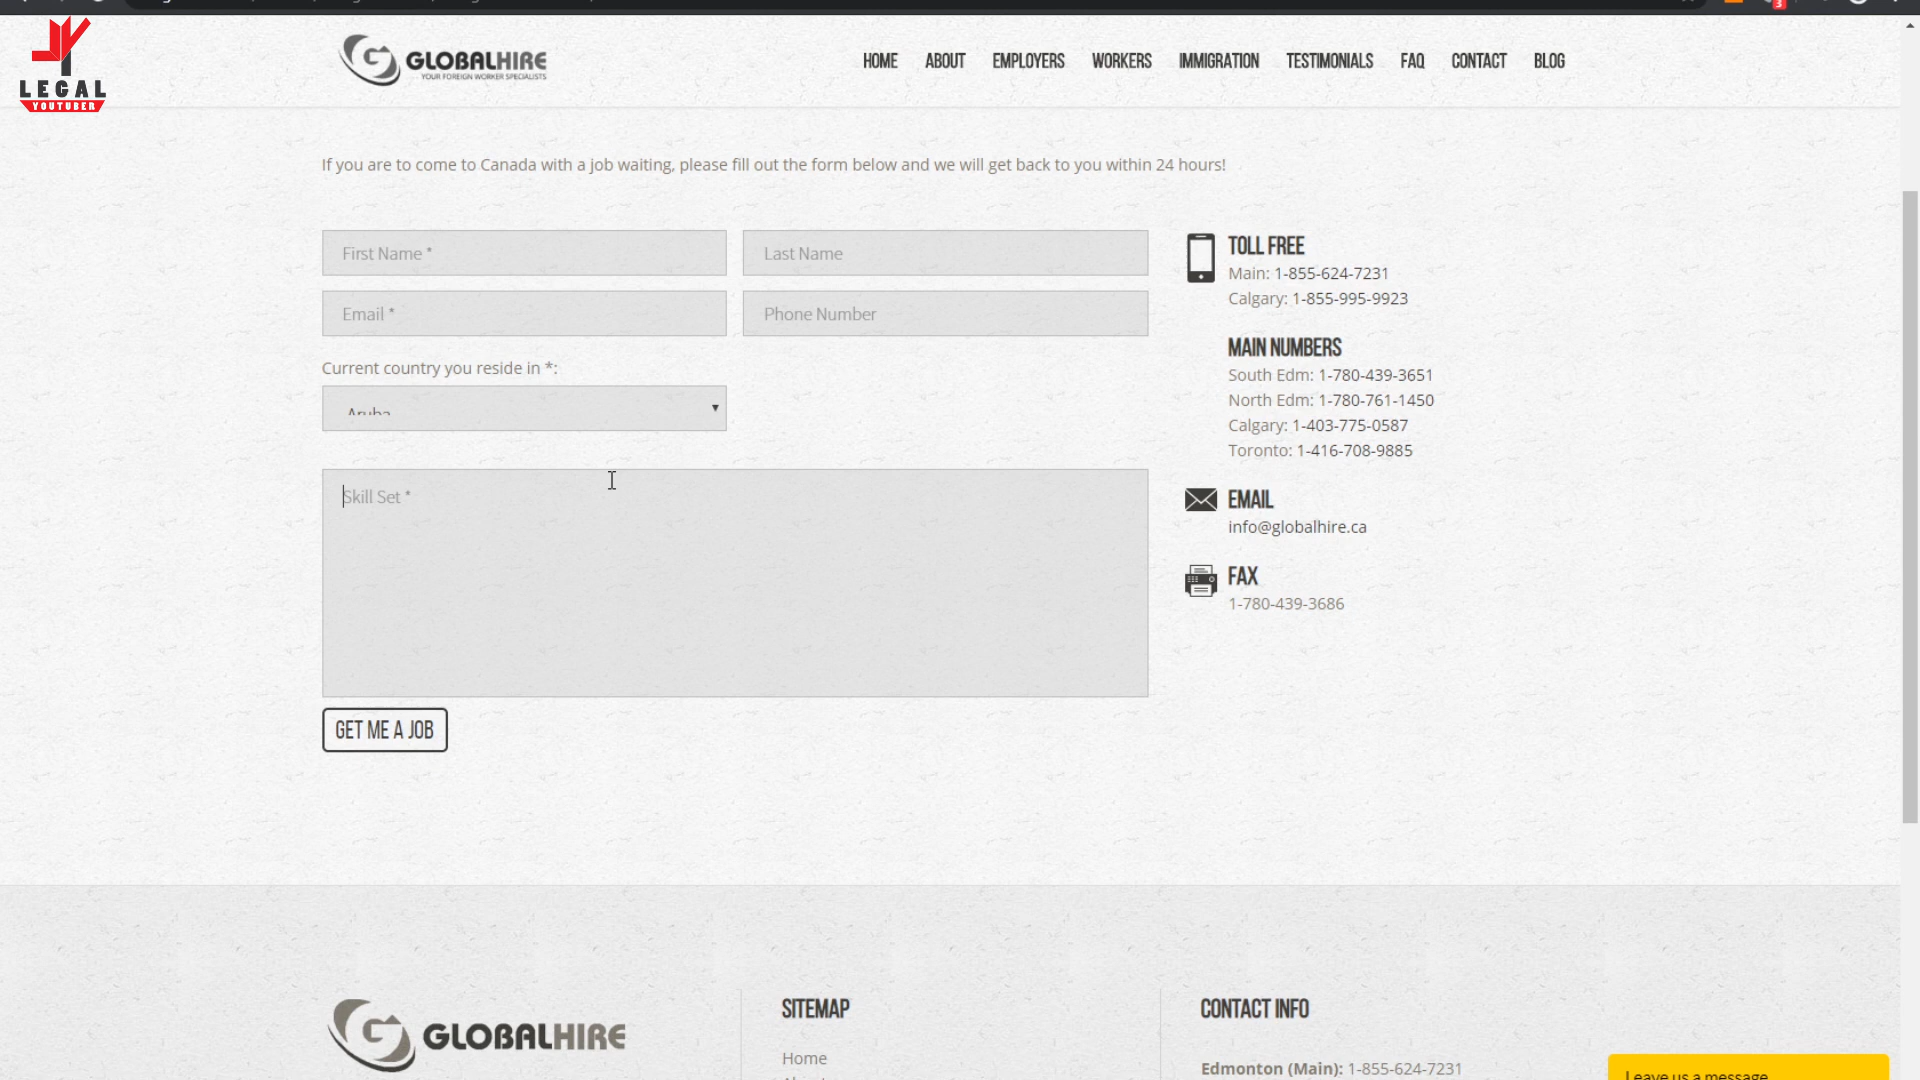 3
LEGAL
YOUTUBER
GLOBALHIRE
YOUR FOREIGN WORKER SPECIALISTS
HOME ABOUT EMPLOYERS WORKERS IMMIGRATION TESTIMONIALS FAQ CONTACT BLOG
If you are to come to Canada with a job waiting, please fill out the form below and we will get back to you within 24 hours!
First Name *
Last Name
Email *
Phone Number
Current country you reside in *:
Aruba
Skill Set *
GET ME A JOB
TOLL FREE
Main: 1-855-624-7231
Calgary: 1-855-995-9923
MAIN NUMBERS
South Edm: 1-780-439-3651
North Edm: 1-780-761-1450
Calgary: 1-403-775-0587
Toronto: 1-416-708-9885
EMAIL
info@globalhire.ca
FAX
1-780-439-3686
GLOBALHIRE
SITEMAP
Home
CONTACT INFO
Edmonton (Main): 1-855-624-7231
Leave us a message